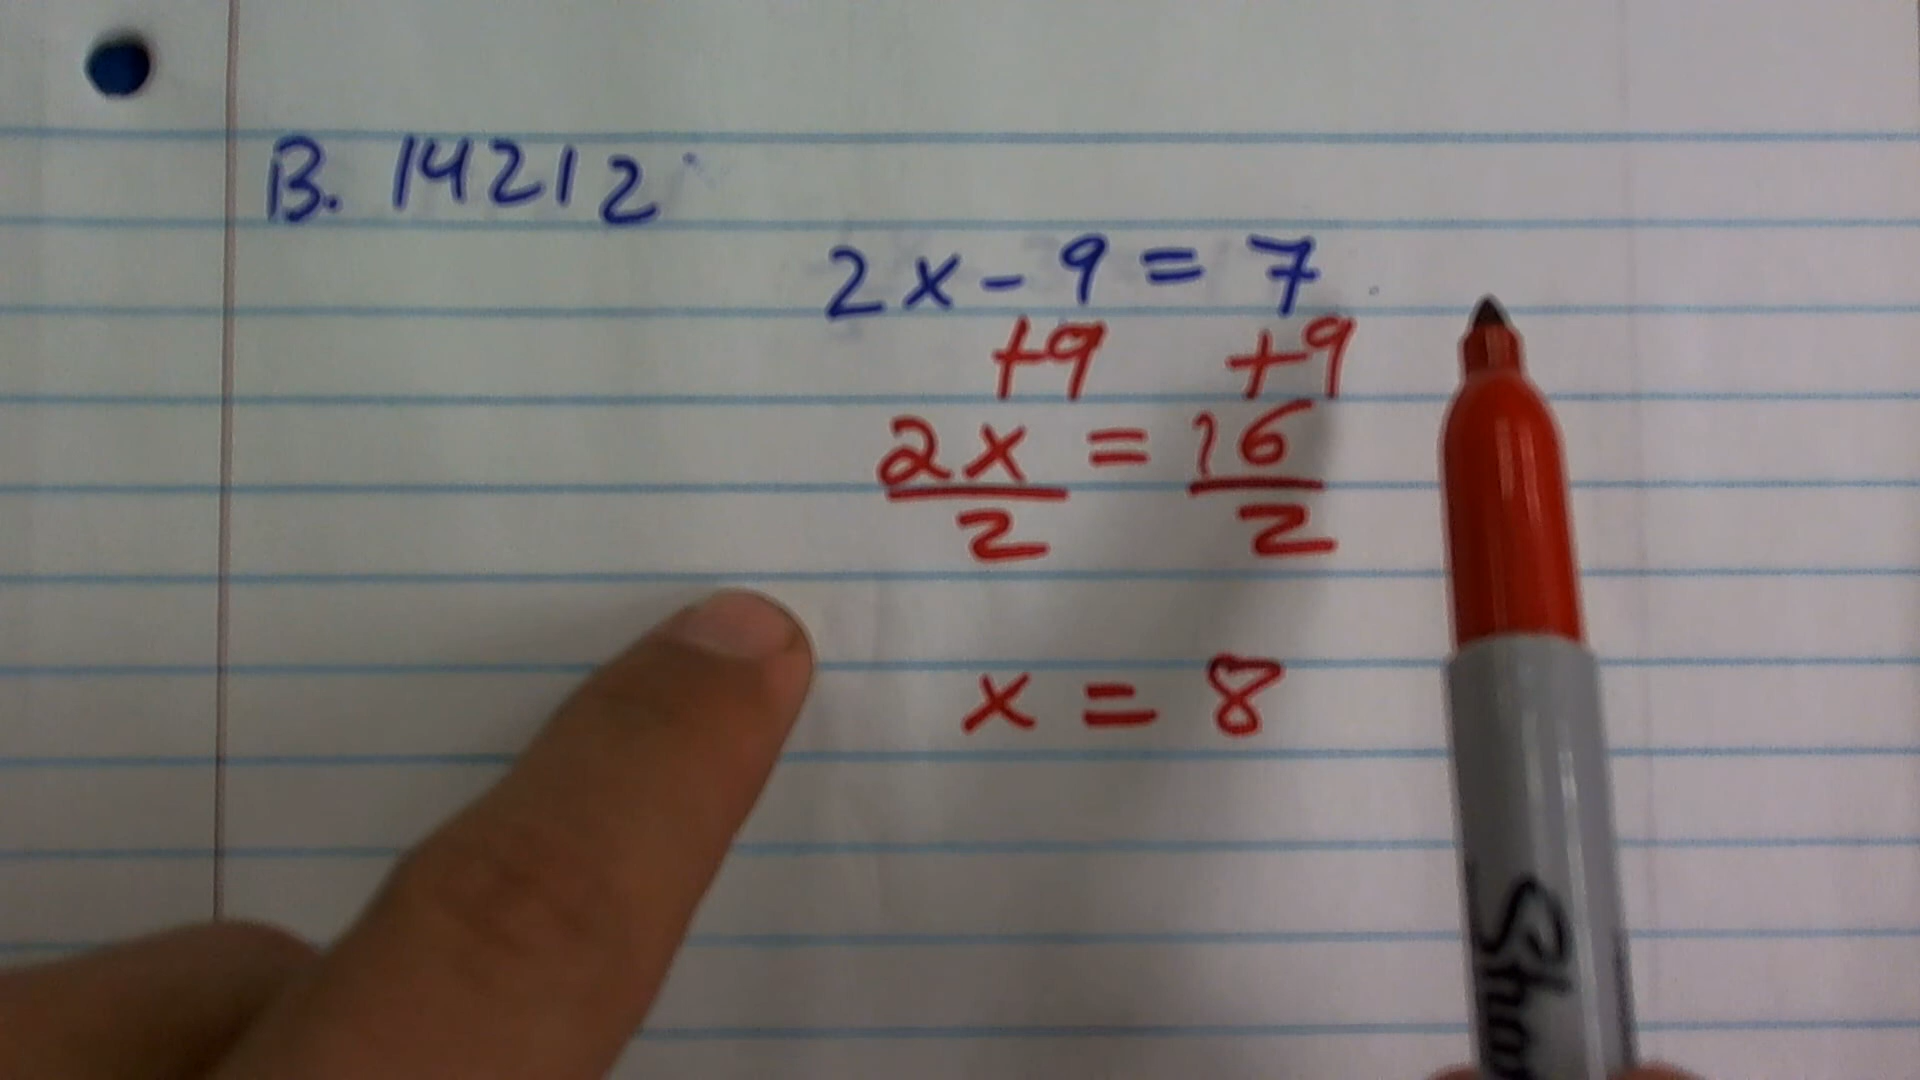 B. 14212
2x - 9 = 7
+9 +9
2x = 16
2 2
x = 8
Sha